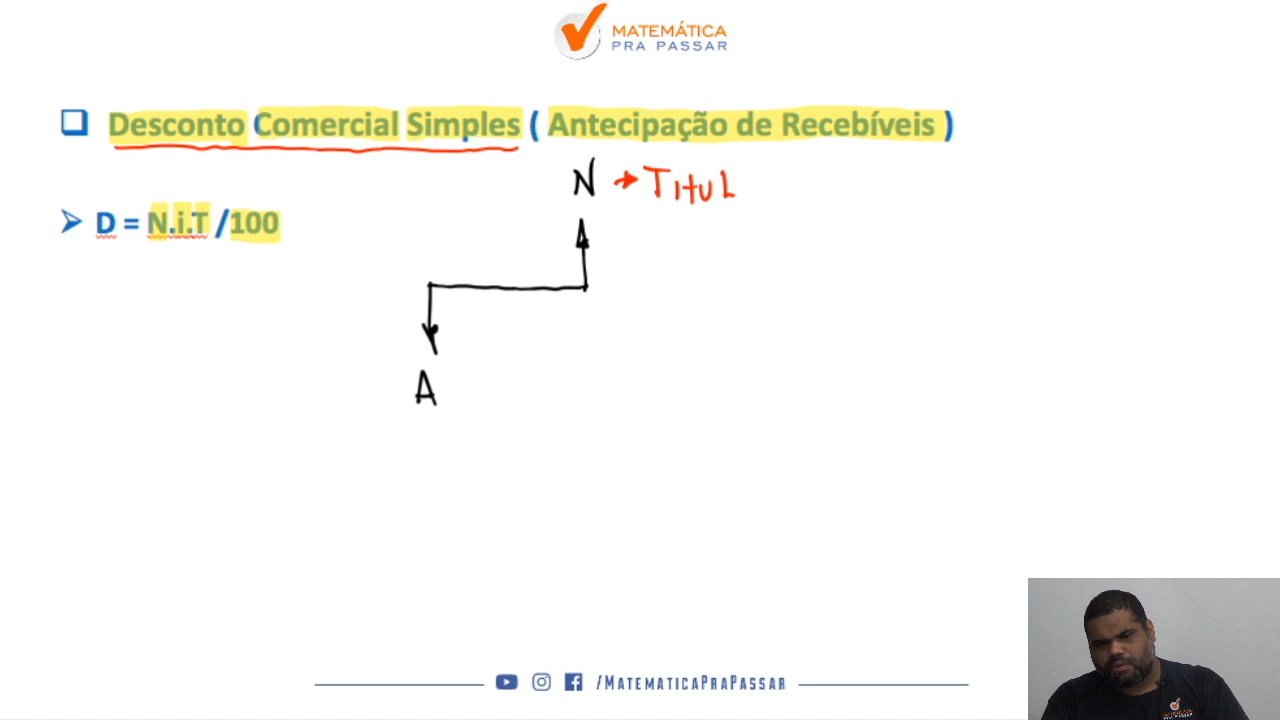 MATEMÁTICA
PRA PASSAR
Desconto Comercial Simples ( Antecipação de Recebíveis )
N → TITUL
D = N.i.T /100
A
/MATEMATICAPRAPASSAR